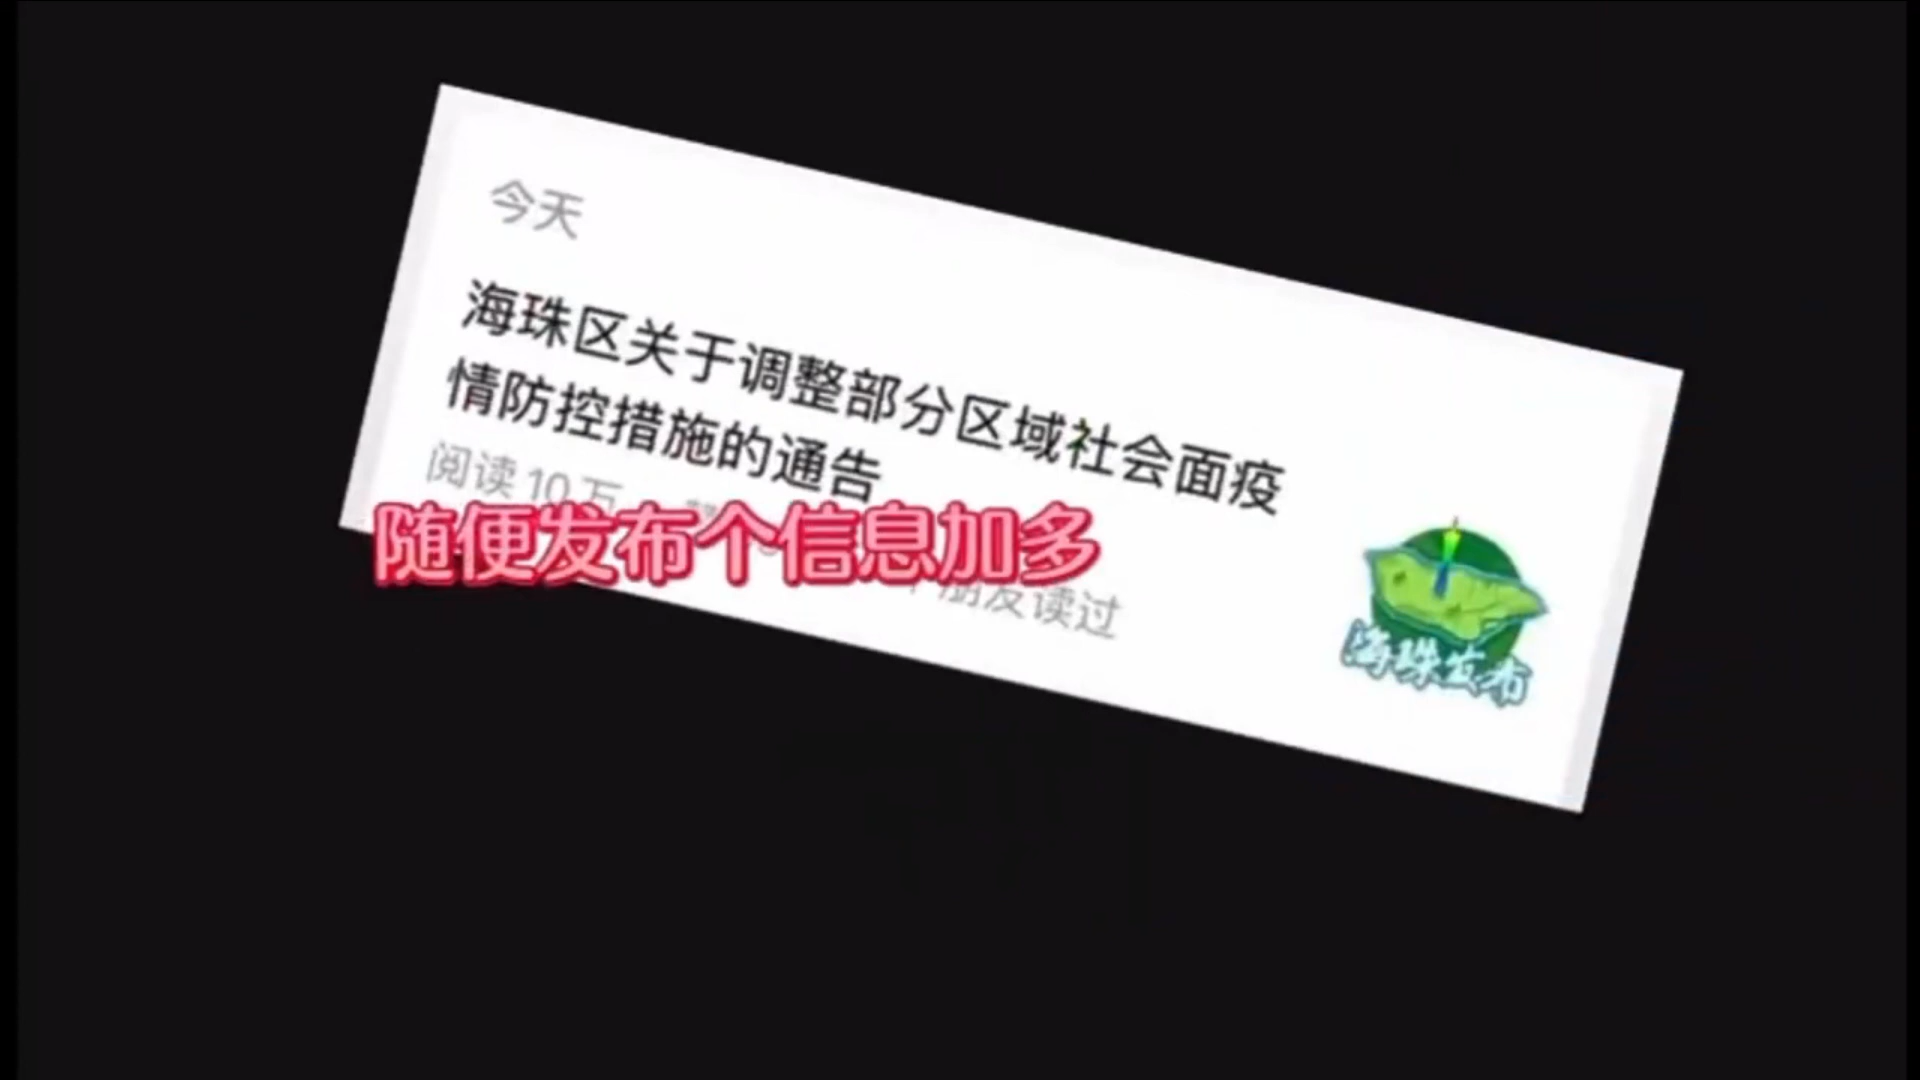 今天
海珠区关于调整部分区域社会面疫
情防控措施的通告
阅读 10万
随便发布个信息加多
朋友读过
海珠发布